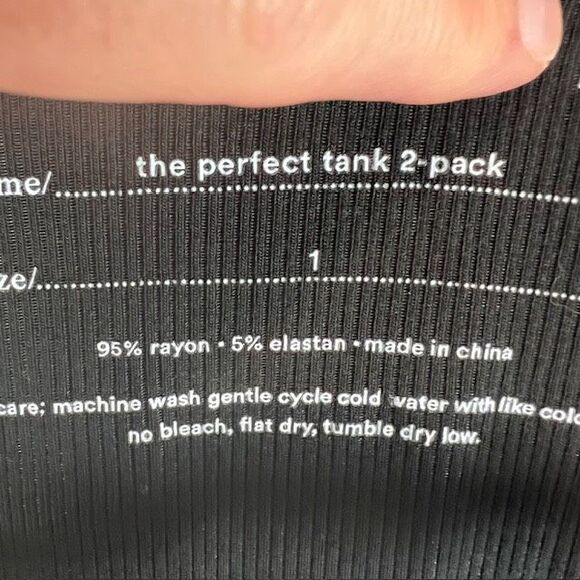 me/........the perfect tank 2-pack........
ze/........1........
95% rayon • 5% elastan • made in china
care; machine wash gentle cycle cold water with like colo
no bleach, flat dry, tumble dry low.